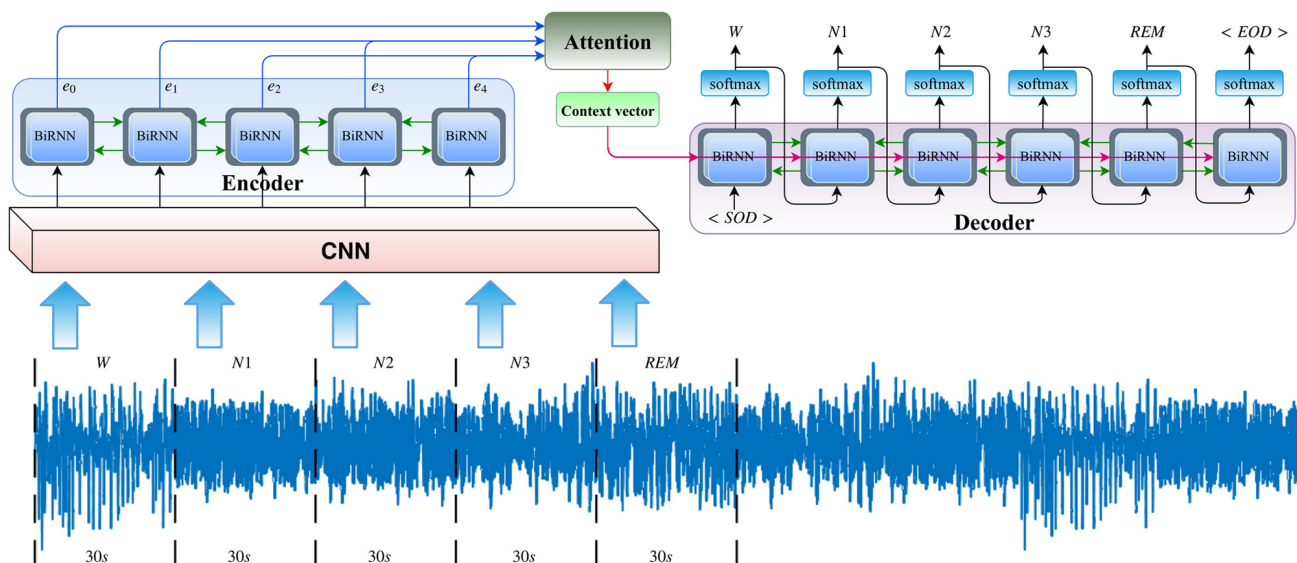 Attention
Context vector
e0 e1 e2 e3 e4
BiRNN BiRNN BiRNN BiRNN BiRNN
Encoder
CNN
W N1 N2 N3 REM < EOD >
softmax softmax softmax softmax softmax softmax
BiRNN BiRNN BiRNN BiRNN BiRNN BiRNN
< SOD >
Decoder
W N1 N2 N3 REM
30s 30s 30s 30s 30s